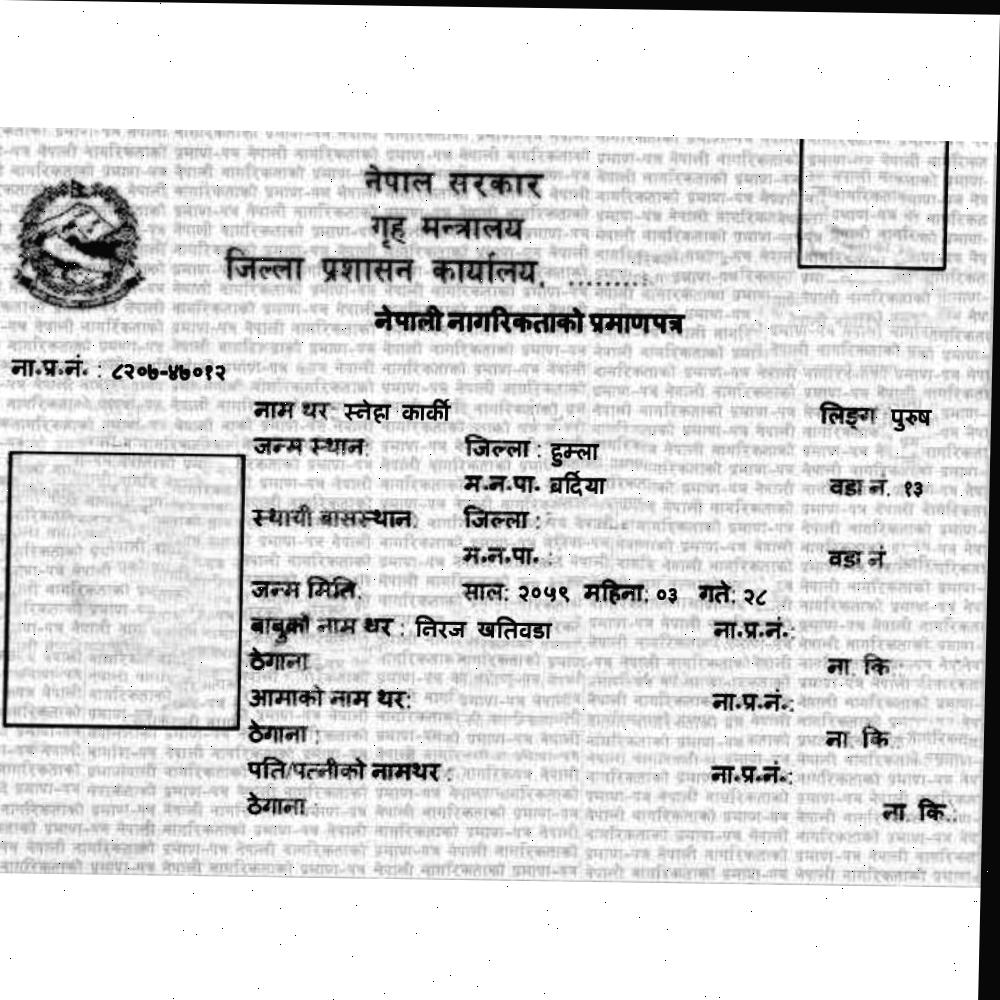 नेपाल सरकार
गृह मन्त्रालय
जिल्ला प्रशासन कार्यालय, ........:
नेपाली नागरिकताको प्रमाणपत्र
ना.प्र.नं. : ८२०७-४७०१२
नाम थर: स्नेहा कार्की लिङ्ग पुरुष
जन्म स्थान: जिल्ला : हुम्ला
म.न.पा. बर्दिया वडा नं. १३
स्थायी बासस्थान: जिल्ला :
म.न.पा. : वडा नं
जन्म मिति: साल: २०५९ महिना: ०३ गते: २८
बाबुको नाम थर : निरज खतिवडा ना.प्र.नं.:
ठेगाना ना. कि :
आमाको नाम थर: ना.प्र.नं.:
ठेगाना : ना. कि :
पति/पत्नीको नामथर : ना.प्र.नं.:
ठेगाना : ना. कि.: